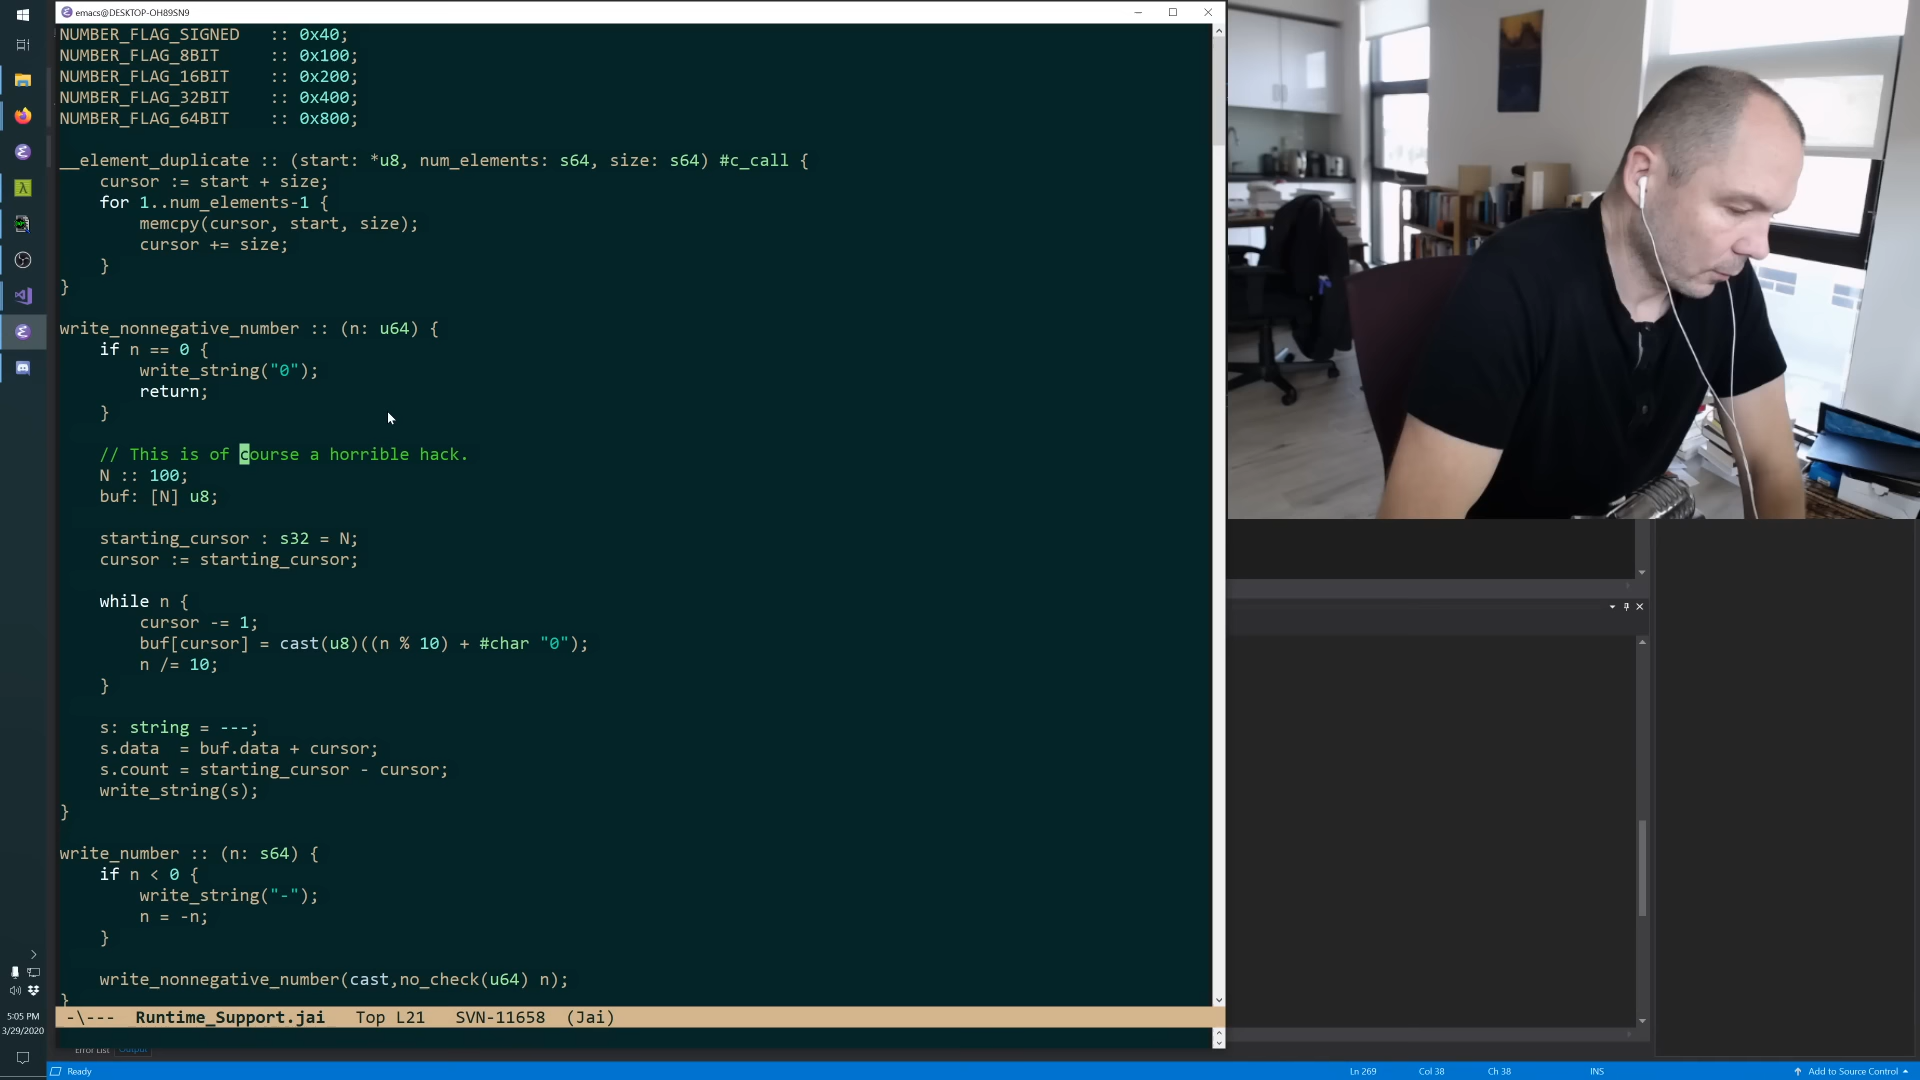 emacs@DESKTOP-OH89SN9
NUMBER_FLAG_SIGNED   :: 0x40;
NUMBER_FLAG_8BIT     :: 0x100;
NUMBER_FLAG_16BIT    :: 0x200;
NUMBER_FLAG_32BIT    :: 0x400;
NUMBER_FLAG_64BIT    :: 0x800;
__element_duplicate :: (start: *u8, num_elements: s64, size: s64) #c_call {
    cursor := start + size;
    for 1..num_elements-1 {
        memcpy(cursor, start, size);
        cursor += size;
    }
}
write_nonnegative_number :: (n: u64) {
    if n == 0 {
        write_string("0");
        return;
    }
    // This is of course a horrible hack.
    N :: 100;
    buf: [N] u8;
    starting_cursor : s32 = N;
    cursor := starting_cursor;
    while n {
        cursor -= 1;
        buf[cursor] = cast(u8)((n % 10) + #char "0");
        n /= 10;
    }
    s: string = ---;
    s.data  = buf.data + cursor;
    s.count = starting_cursor - cursor;
    write_string(s);
}
write_number :: (n: s64) {
    if n < 0 {
        write_string("-");
        n = -n;
    }
    write_nonnegative_number(cast,no_check(u64) n);
}
-\---  Runtime_Support.jai   Top L21   SVN-11658  (Jai)
5:05 PM
3/29/2020
Error List Output
Ready Ln 269 Col 38 Ch 38 INS Add to Source Control